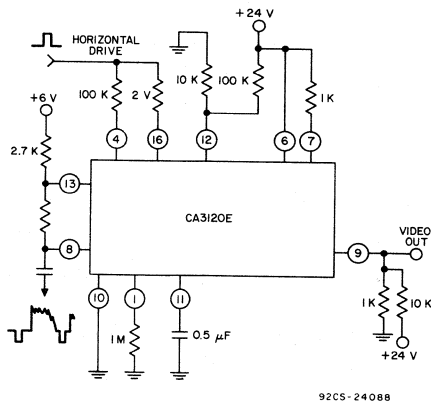 +24 V
HORIZONTAL
DRIVE
10 K
100 K
+6 V
100 K
2 V
1 K
2.7 K
4
16
12
6
7
13
CA3120E
8
9
VIDEO
OUT
10
1
11
1 K
10 K
1 M
0.5 μF
+24 V
92CS-24088